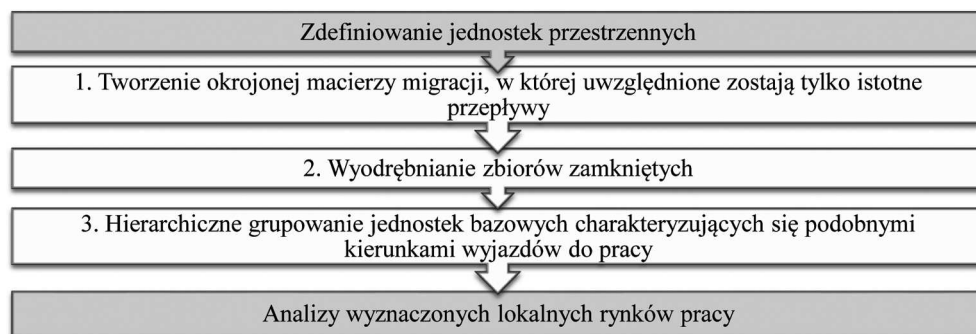 Zdefiniowanie jednostek przestrzennych
1. Tworzenie okrojonej macierzy migracji, w której uwzględnione zostają tylko istotne
przepływy
2. Wyodrębnianie zbiorów zamkniętych
3. Hierarchiczne grupowanie jednostek bazowych charakteryzujących się podobnymi
kierunkami wyjazdów do pracy
Analizy wyznaczonych lokalnych rynków pracy